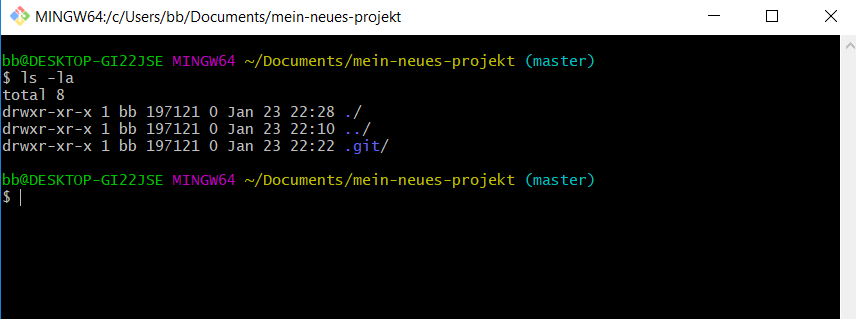 MINGW64:/c/Users/bb/Documents/mein-neues-projekt
bb@DESKTOP-GI22JSE MINGW64 ~/Documents/mein-neues-projekt (master)
$ ls -la
total 8
drwxr-xr-x 1 bb 197121 0 Jan 23 22:28 ./
drwxr-xr-x 1 bb 197121 0 Jan 23 22:10 ../
drwxr-xr-x 1 bb 197121 0 Jan 23 22:22 .git/
bb@DESKTOP-GI22JSE MINGW64 ~/Documents/mein-neues-projekt (master)
$